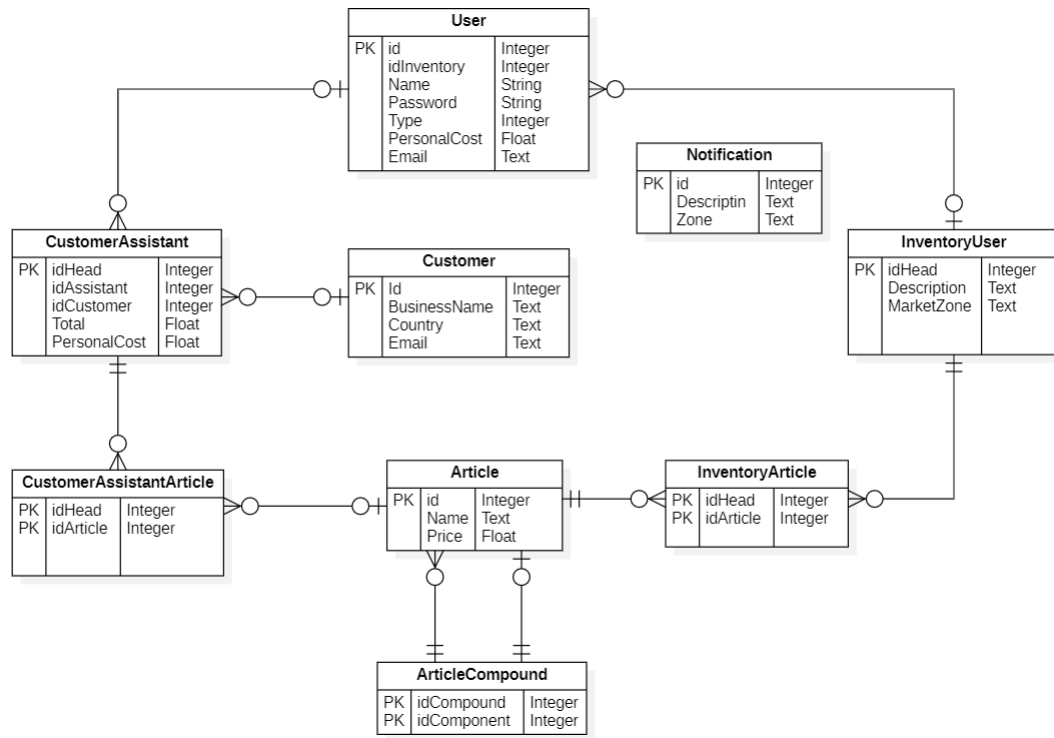 User
PK id Integer
idInventory Integer
Name String
Password String
Type Integer
PersonalCost Float
Email Text
Notification
PK id Integer
Descriptin Text
Zone Text
CustomerAssistant
PK idHead Integer
idAssistant Integer
idCustomer Integer
Total Float
PersonalCost Float
Customer
PK Id Integer
BusinessName Text
Country Text
Email Text
InventoryUser
PK idHead Integer
Description Text
MarketZone Text
CustomerAssistantArticle
PK idHead Integer
PK idArticle Integer
Article
PK id Integer
Name Text
Price Float
InventoryArticle
PK idHead Integer
PK idArticle Integer
ArticleCompound
PK idCompound Integer
PK idComponent Integer